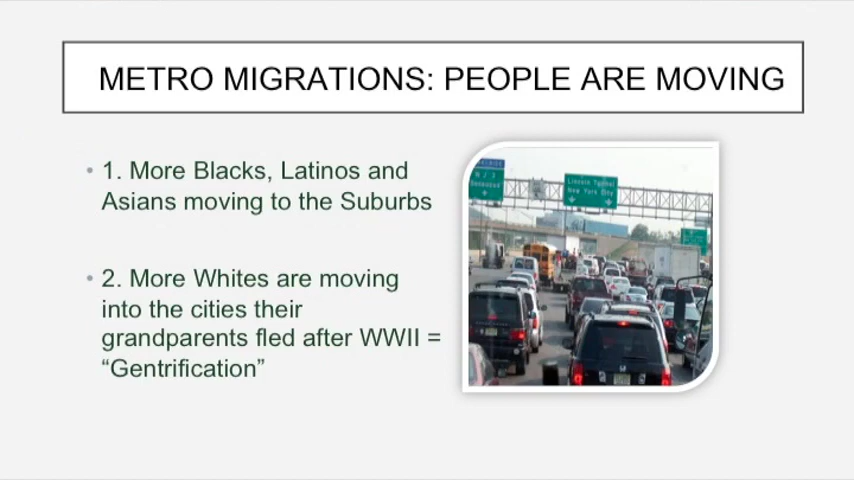 METRO MIGRATIONS: PEOPLE ARE MOVING
• 1. More Blacks, Latinos and
Asians moving to the Suburbs
• 2. More Whites are moving
into the cities their
grandparents fled after WWII =
“Gentrification”
Lincoln Tunnel
New York City